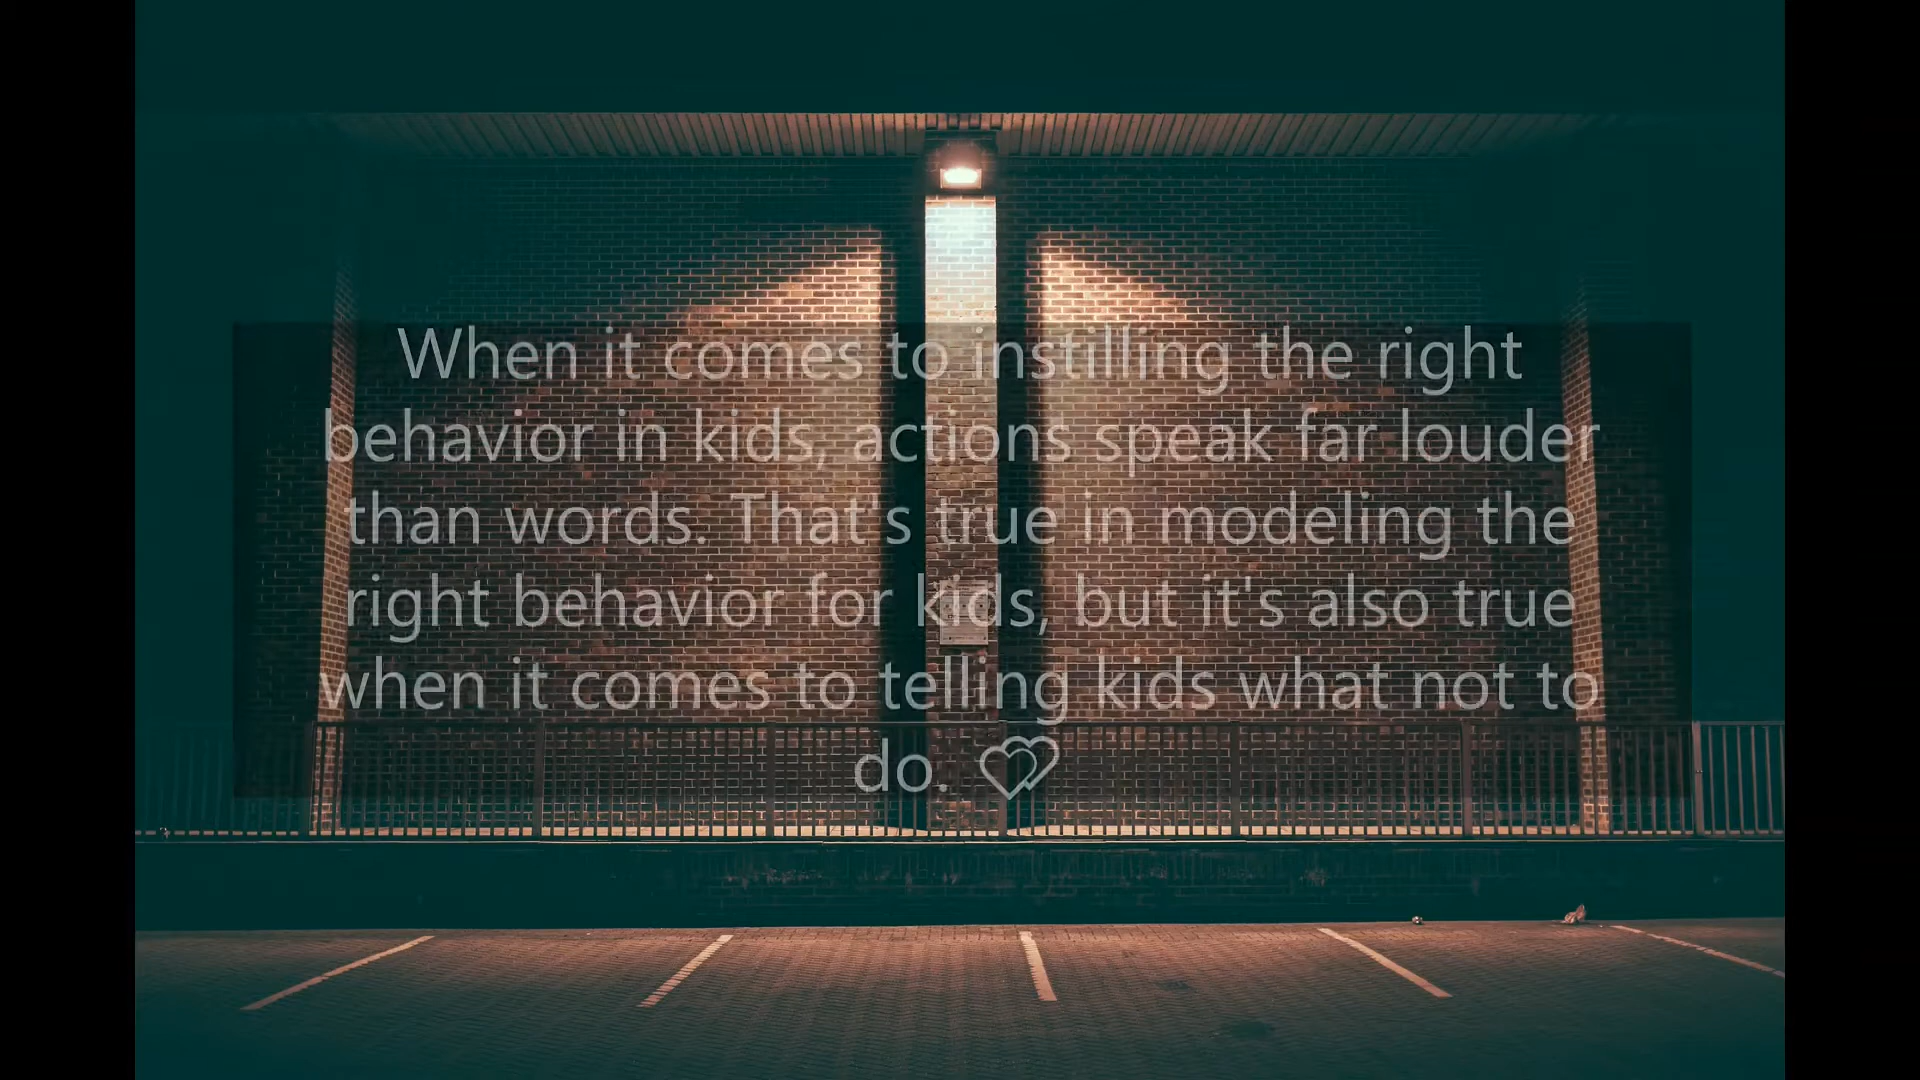 When it comes to instilling the right
behavior in kids, actions speak far louder
than words. That's true in modeling the
right behavior for kids, but it's also true
when it comes to telling kids what not to
do. 💕